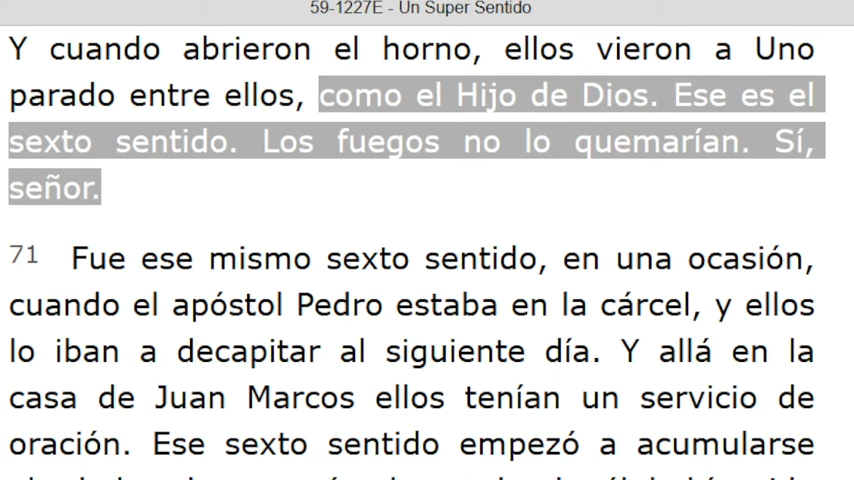 59-1227E - Un Super Sentido
Y cuando abrieron el horno, ellos vieron a Uno
parado entre ellos, como el Hijo de Dios. Ese es el
sexto sentido. Los fuegos no lo quemarían. Sí,
señor.
71 Fue ese mismo sexto sentido, en una ocasión,
cuando el apóstol Pedro estaba en la cárcel, y ellos
lo iban a decapitar al siguiente día. Y allá en la
casa de Juan Marcos ellos tenían un servicio de
oración. Ese sexto sentido empezó a acumularse